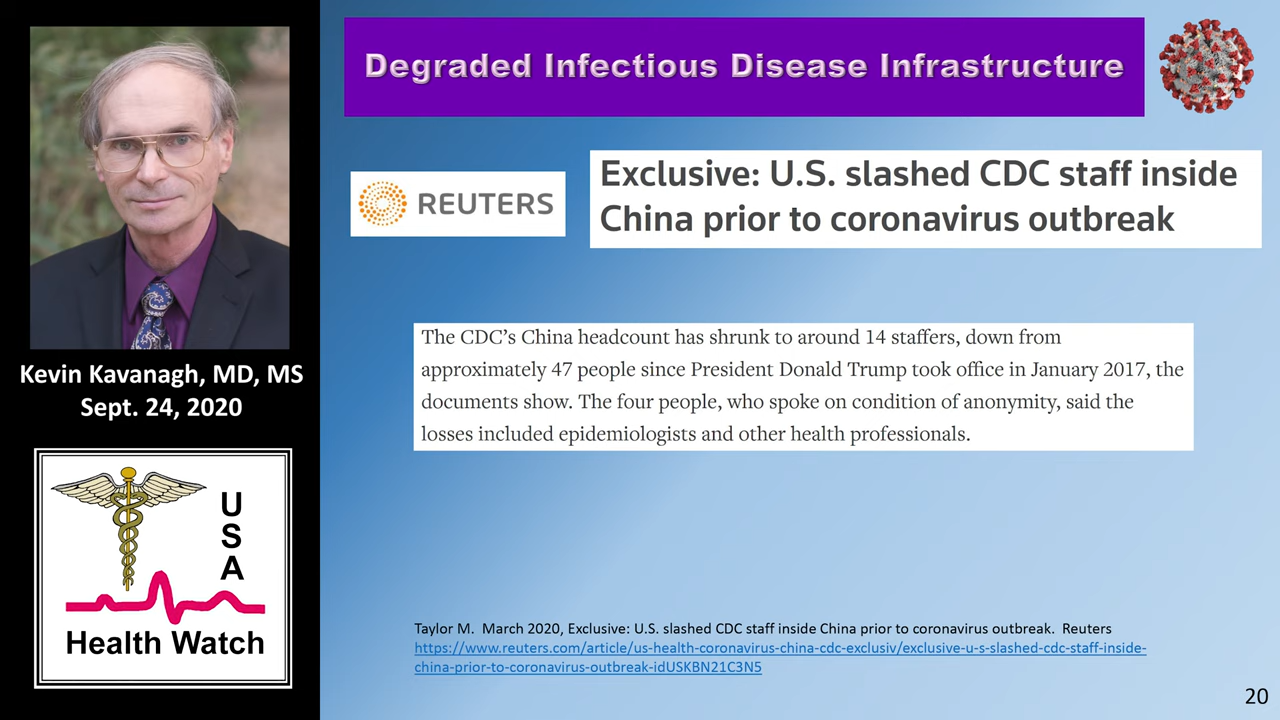 Degraded Infectious Disease Infrastructure
REUTERS
Exclusive: U.S. slashed CDC staff inside
China prior to coronavirus outbreak
The CDC's China headcount has shrunk to around 14 staffers, down from
approximately 47 people since President Donald Trump took office in January 2017, the
documents show. The four people, who spoke on condition of anonymity, said the
losses included epidemiologists and other health professionals.
Kevin Kavanagh, MD, MS
Sept. 24, 2020
U
S
A
Health Watch
Taylor M.  March 2020, Exclusive: U.S. slashed CDC staff inside China prior to coronavirus outbreak.  Reuters
https://www.reuters.com/article/us-health-coronavirus-china-cdc-exclusiv/exclusive-u-s-slashed-cdc-staff-inside-
china-prior-to-coronavirus-outbreak-idUSKBN21C3N5
20